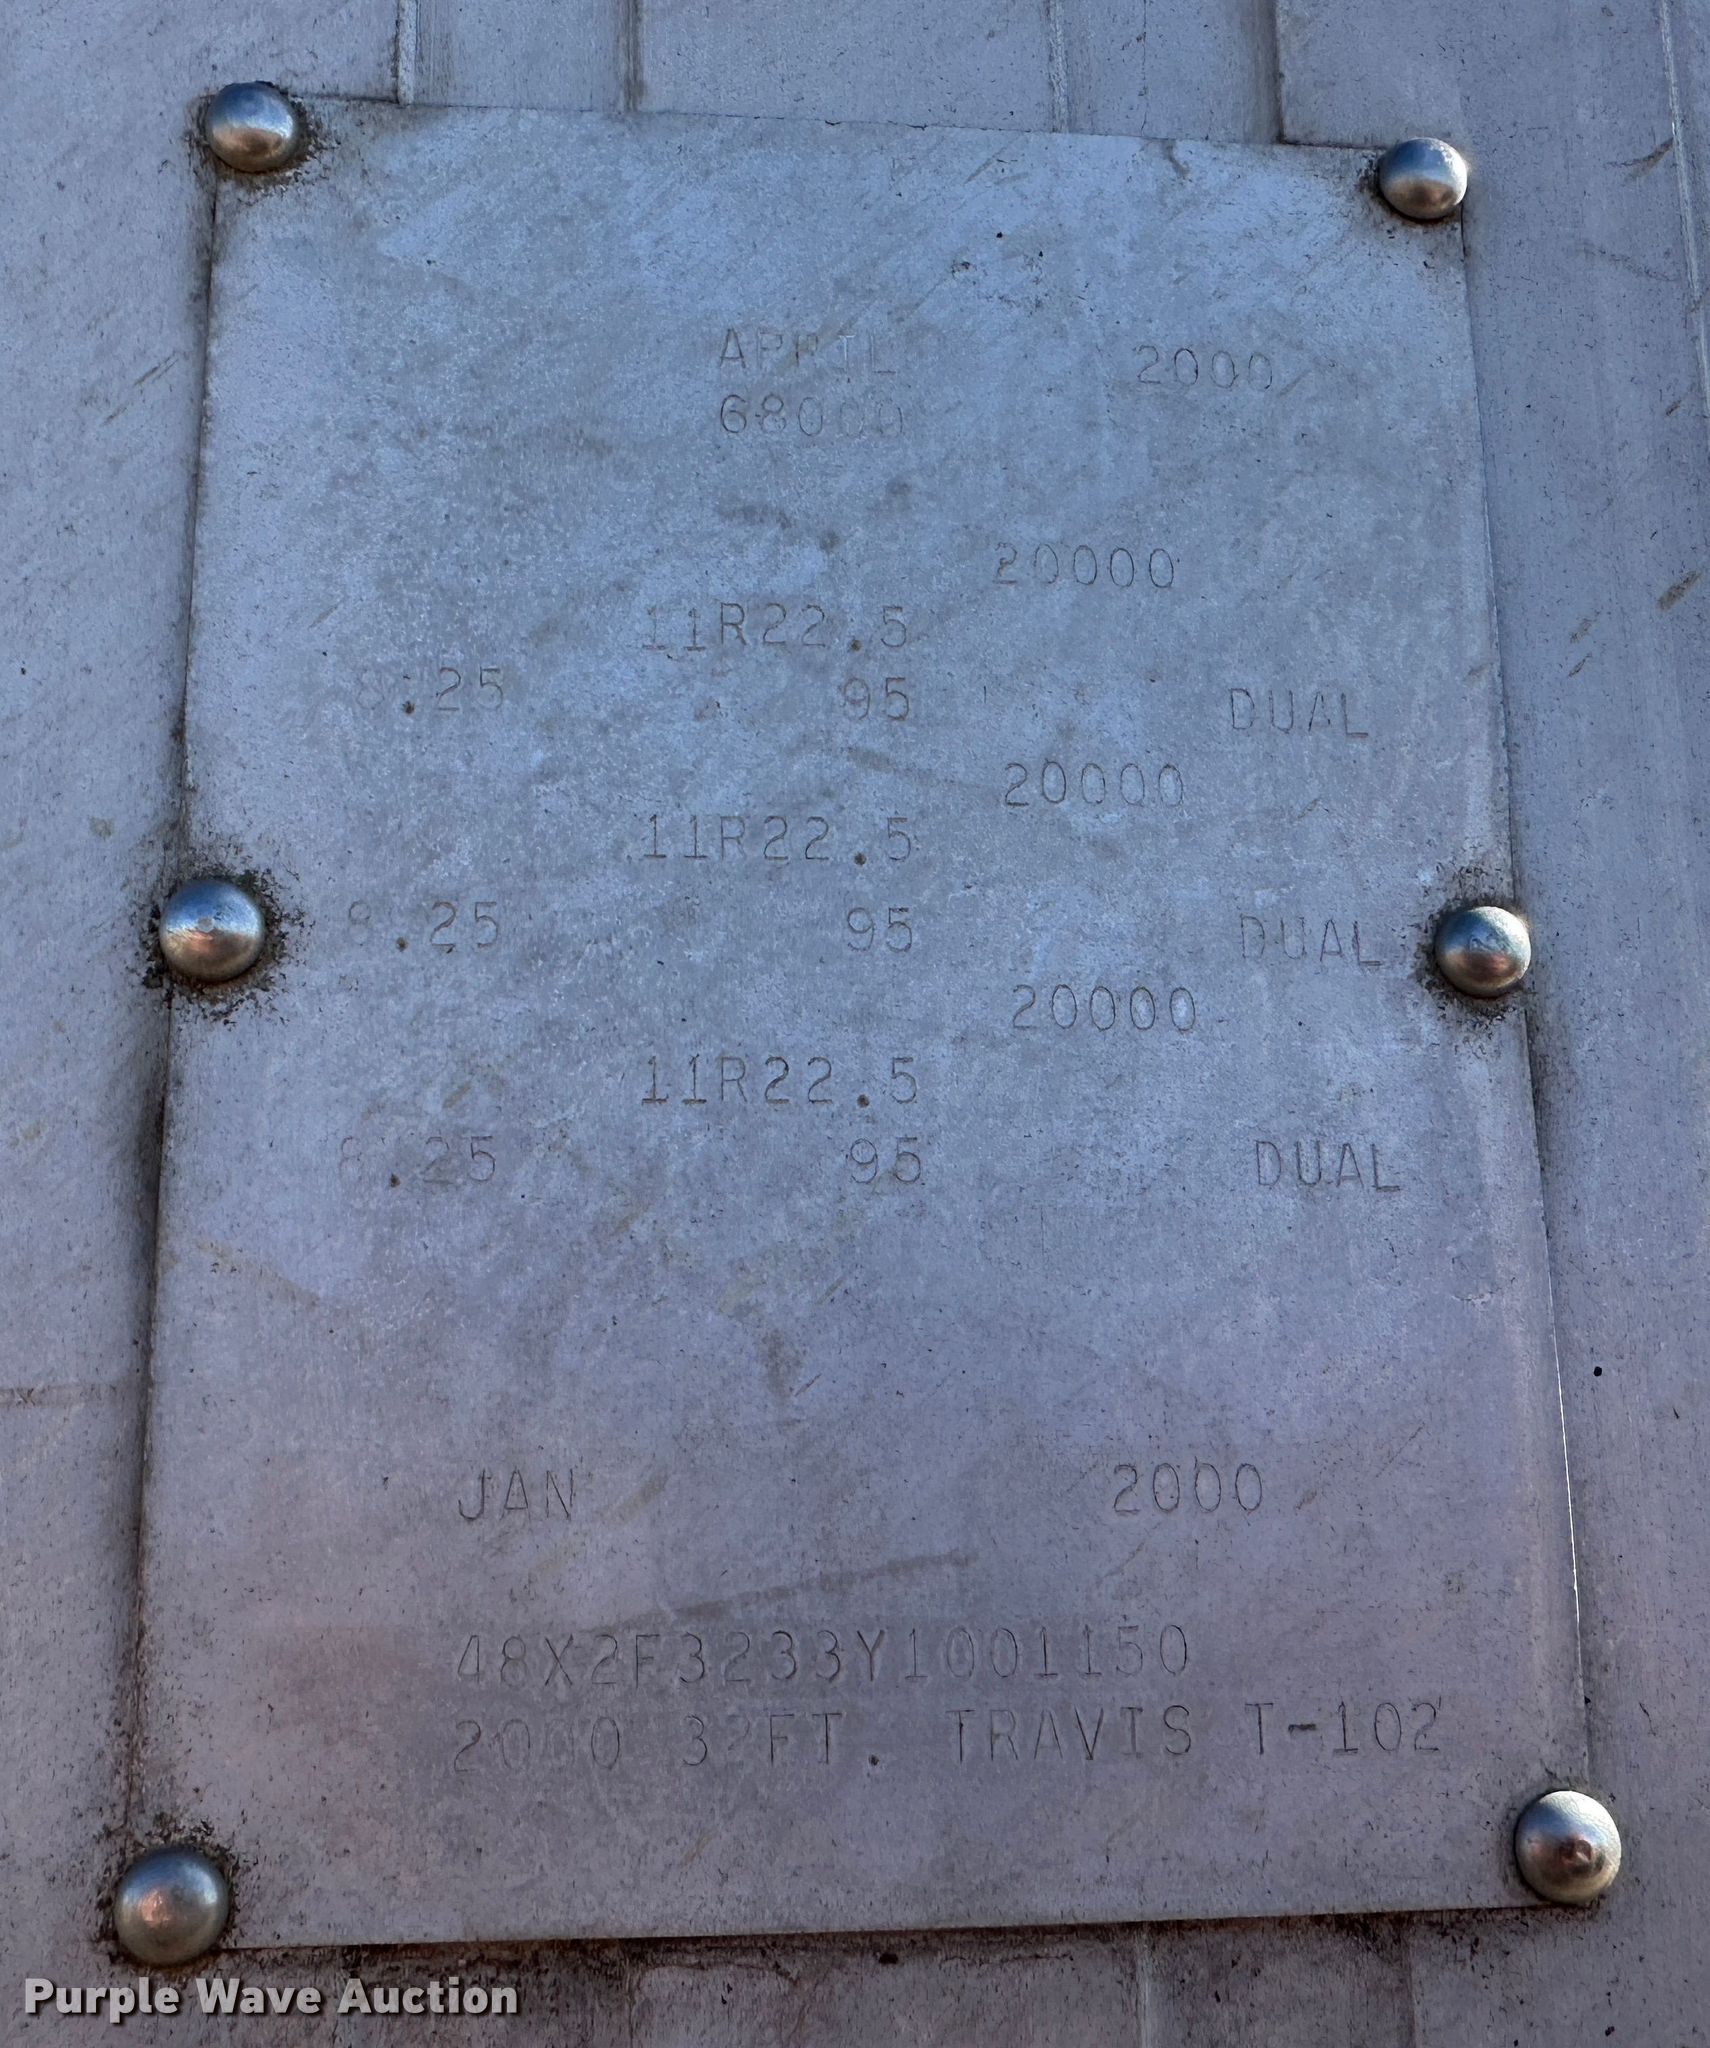 APRIL 2000
68000
20000
11R22.5
8.25 95 DUAL
20000
11R22.5
8.25 95 DUAL
20000
11R22.5
8.25 95 DUAL
JAN 2000
48X2F3233Y1001150
2000 32FT. TRAVIS T-102
Purple Wave Auction